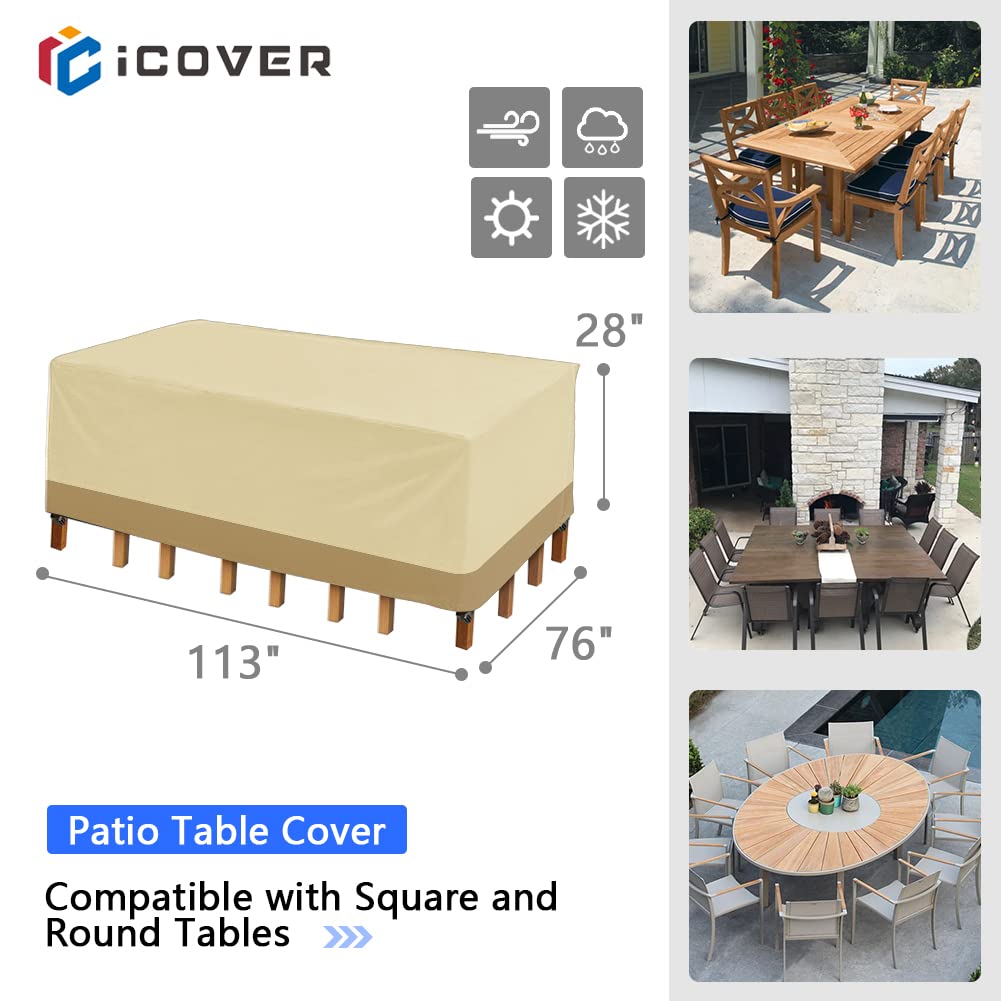 iCOVER
28"
113"
76"
Patio Table Cover
Compatible with Square and
Round Tables